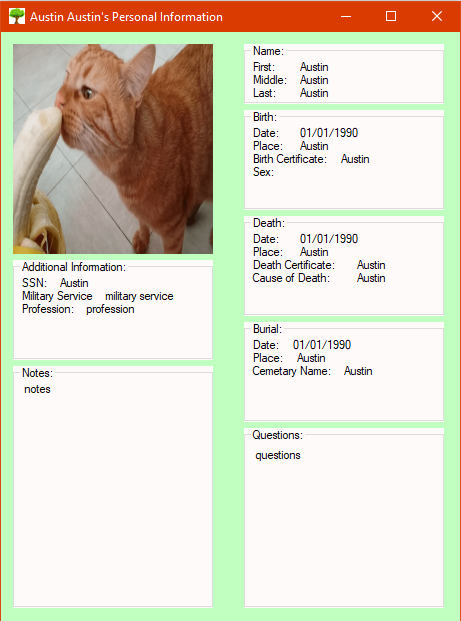 Austin Austin's Personal Information
Name:
First: Austin
Middle: Austin
Last: Austin
Birth:
Date: 01/01/1990
Place: Austin
Birth Certificate: Austin
Sex:
Death:
Date: 01/01/1990
Place: Austin
Death Certificate: Austin
Cause of Death: Austin
Additional Information:
SSN: Austin
Military Service military service
Profession: profession
Burial:
Date: 01/01/1990
Place: Austin
Cemetary Name: Austin
Notes:
notes
Questions:
questions